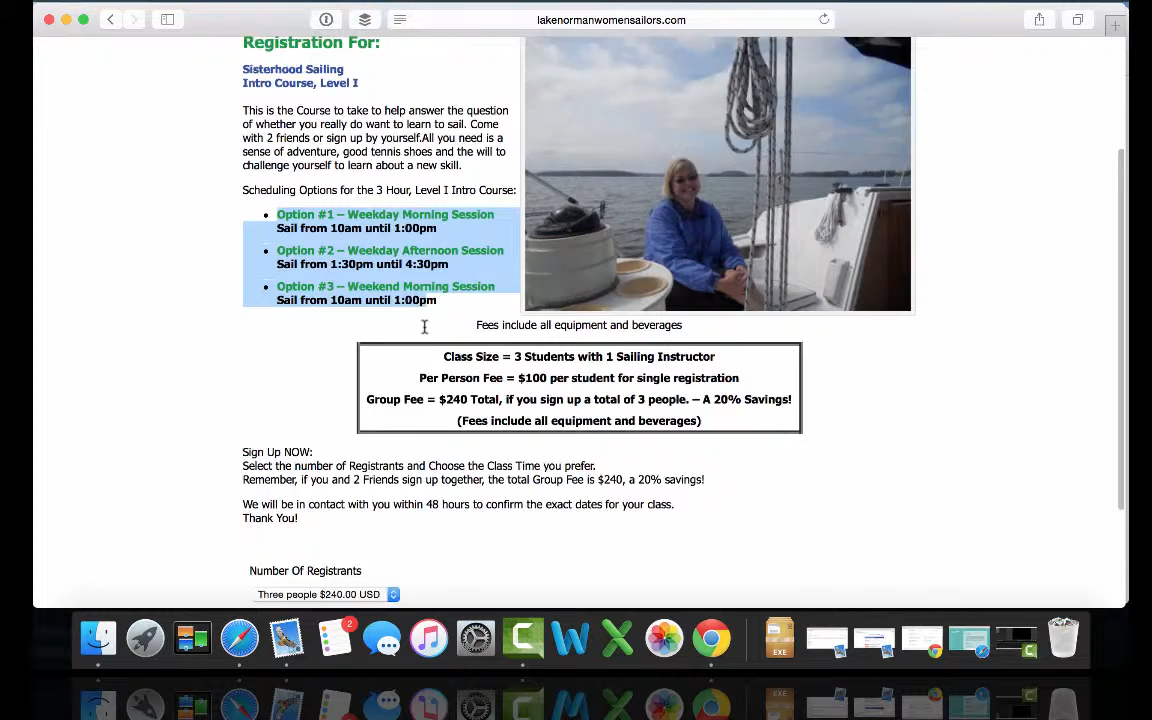 lakenormanwomensailors.com
Registration For:
Sisterhood Sailing
Intro Course, Level I
This is the Course to take to help answer the question
of whether you really do want to learn to sail. Come
with 2 friends or sign up by yourself.All you need is a
sense of adventure, good tennis shoes and the will to
challenge yourself to learn about a new skill.
Scheduling Options for the 3 Hour, Level I Intro Course:
• Option #1 – Weekday Morning Session
Sail from 10am until 1:00pm
• Option #2 – Weekday Afternoon Session
Sail from 1:30pm until 4:30pm
• Option #3 – Weekend Morning Session
Sail from 10am until 1:00pm
Fees include all equipment and beverages
Class Size = 3 Students with 1 Sailing Instructor
Per Person Fee = $100 per student for single registration
Group Fee = $240 Total, if you sign up a total of 3 people. – A 20% Savings!
(Fees include all equipment and beverages)
Sign Up NOW:
Select the number of Registrants and Choose the Class Time you prefer.
Remember, if you and 2 Friends sign up together, the total Group Fee is $240, a 20% savings!
We will be in contact with you within 48 hours to confirm the exact dates for your class.
Thank You!
Number Of Registrants
Three people $240.00 USD
2
EXE